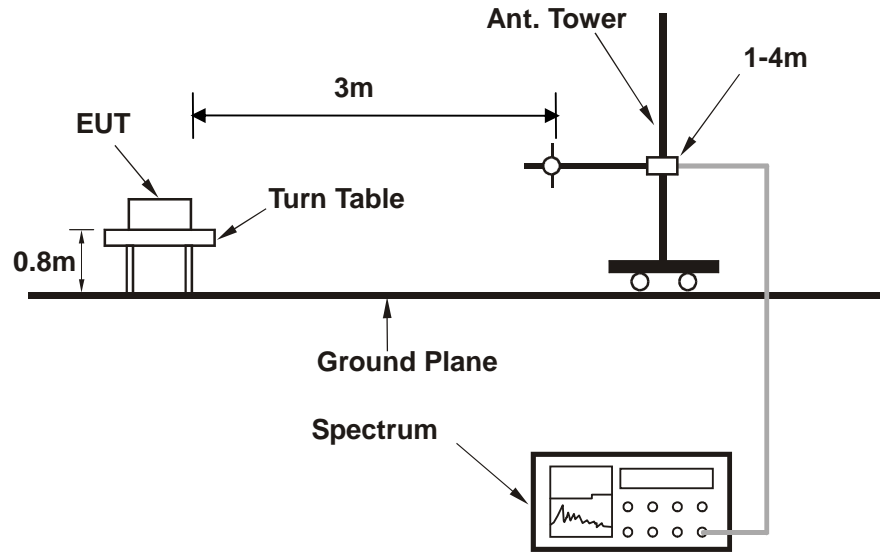 Ant. Tower
1-4m
3m
EUT
Turn Table
0.8m
Ground Plane
Spectrum